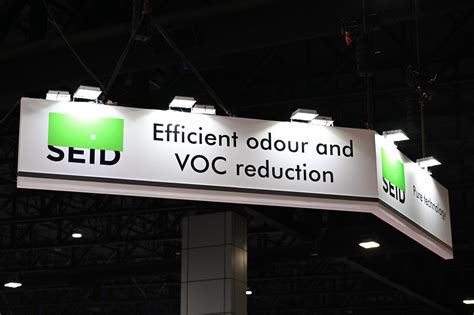 SEID
Efficient odour and
VOC reduction
SEID
Pure technology